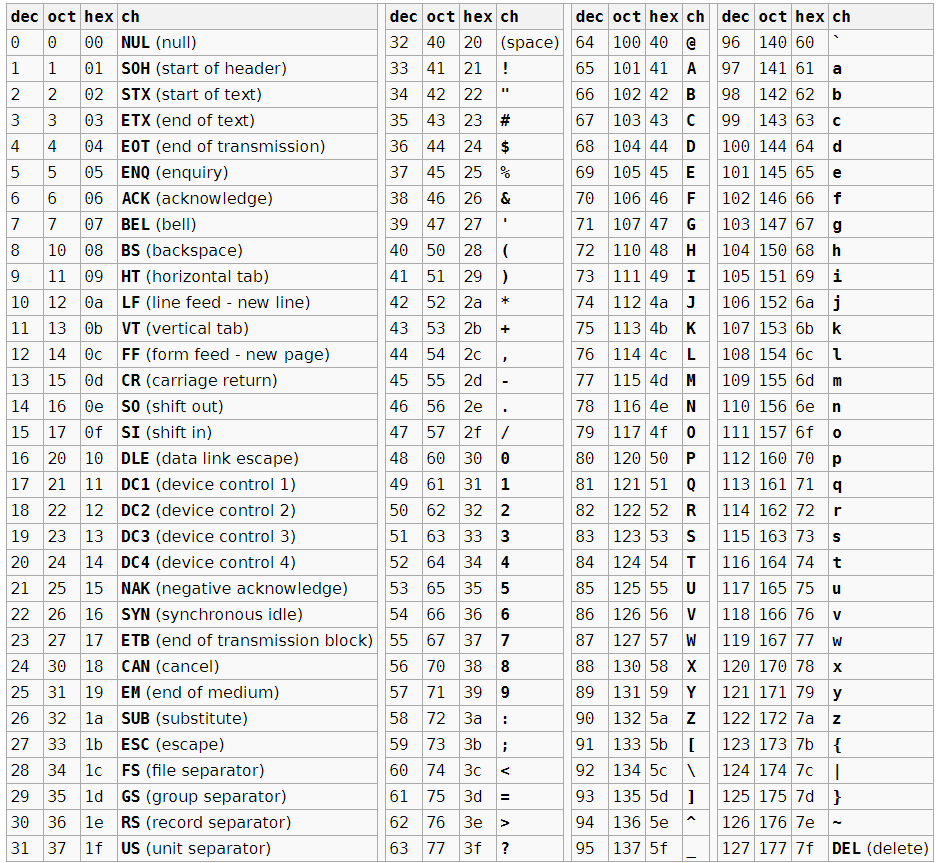 dec oct hex ch dec oct hex ch dec oct hex ch dec oct hex ch
0 0 00 NUL (null) 32 40 20 (space) 64 100 40 @ 96 140 60 `
1 1 01 SOH (start of header) 33 41 21 ! 65 101 41 A 97 141 61 a
2 2 02 STX (start of text) 34 42 22 " 66 102 42 B 98 142 62 b
3 3 03 ETX (end of text) 35 43 23 # 67 103 43 C 99 143 63 c
4 4 04 EOT (end of transmission) 36 44 24 $ 68 104 44 D 100 144 64 d
5 5 05 ENQ (enquiry) 37 45 25 % 69 105 45 E 101 145 65 e
6 6 06 ACK (acknowledge) 38 46 26 & 70 106 46 F 102 146 66 f
7 7 07 BEL (bell) 39 47 27 ' 71 107 47 G 103 147 67 g
8 10 08 BS (backspace) 40 50 28 ( 72 110 48 H 104 150 68 h
9 11 09 HT (horizontal tab) 41 51 29 ) 73 111 49 I 105 151 69 i
10 12 0a LF (line feed - new line) 42 52 2a * 74 112 4a J 106 152 6a j
11 13 0b VT (vertical tab) 43 53 2b + 75 113 4b K 107 153 6b k
12 14 0c FF (form feed - new page) 44 54 2c , 76 114 4c L 108 154 6c l
13 15 0d CR (carriage return) 45 55 2d - 77 115 4d M 109 155 6d m
14 16 0e SO (shift out) 46 56 2e . 78 116 4e N 110 156 6e n
15 17 0f SI (shift in) 47 57 2f / 79 117 4f O 111 157 6f o
16 20 10 DLE (data link escape) 48 60 30 0 80 120 50 P 112 160 70 p
17 21 11 DC1 (device control 1) 49 61 31 1 81 121 51 Q 113 161 71 q
18 22 12 DC2 (device control 2) 50 62 32 2 82 122 52 R 114 162 72 r
19 23 13 DC3 (device control 3) 51 63 33 3 83 123 53 S 115 163 73 s
20 24 14 DC4 (device control 4) 52 64 34 4 84 124 54 T 116 164 74 t
21 25 15 NAK (negative acknowledge) 53 65 35 5 85 125 55 U 117 165 75 u
22 26 16 SYN (synchronous idle) 54 66 36 6 86 126 56 V 118 166 76 v
23 27 17 ETB (end of transmission block) 55 67 37 7 87 127 57 W 119 167 77 w
24 30 18 CAN (cancel) 56 70 38 8 88 130 58 X 120 170 78 x
25 31 19 EM (end of medium) 57 71 39 9 89 131 59 Y 121 171 79 y
26 32 1a SUB (substitute) 58 72 3a : 90 132 5a Z 122 172 7a z
27 33 1b ESC (escape) 59 73 3b ; 91 133 5b [ 123 173 7b {
28 34 1c FS (file separator) 60 74 3c < 92 134 5c \ 124 174 7c |
29 35 1d GS (group separator) 61 75 3d = 93 135 5d ] 125 175 7d }
30 36 1e RS (record separator) 62 76 3e > 94 136 5e ^ 126 176 7e ~
31 37 1f US (unit separator) 63 77 3f ? 95 137 5f _ 127 177 7f DEL (delete)